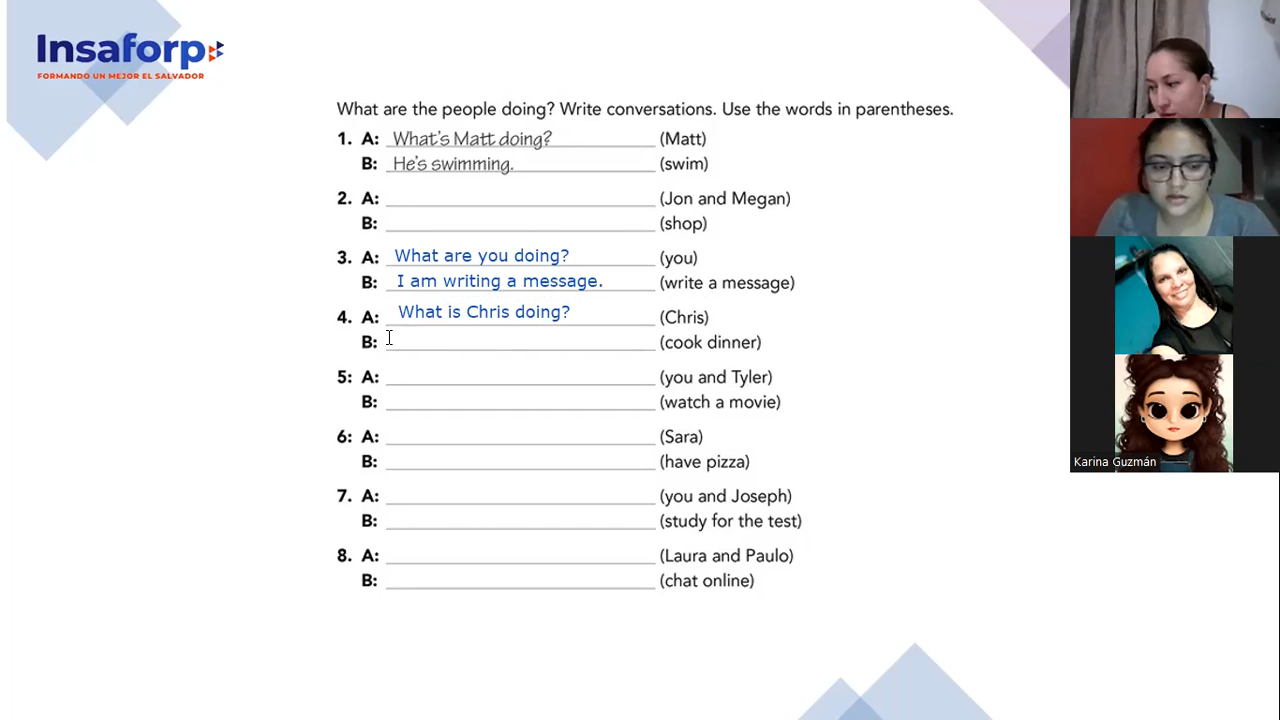 Insaforp
FORMANDO UN MEJOR EL SALVADOR
What are the people doing? Write conversations. Use the words in parentheses.
1. A: What's Matt doing? (Matt)
B: He's swimming. (swim)
2. A: (Jon and Megan)
B: (shop)
3. A: What are you doing? (you)
B: I am writing a message. (write a message)
4. A: What is Chris doing? (Chris)
B: (cook dinner)
5: A: (you and Tyler)
B: (watch a movie)
6: A: (Sara)
B: (have pizza)
7. A: (you and Joseph)
B: (study for the test)
8. A: (Laura and Paulo)
B: (chat online)
Karina Guzmán